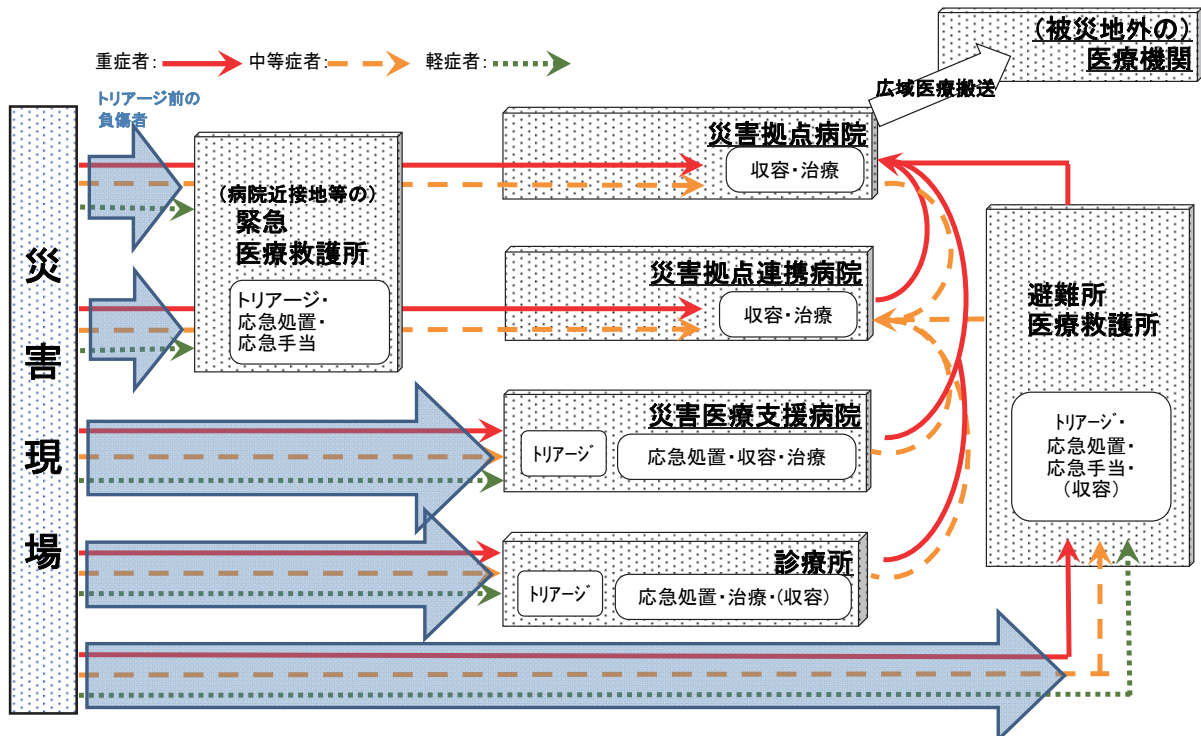 (被災地外の)
医療機関
重症者:
中等症者:
軽症者:
広域医療搬送
トリアージ前の
負傷者
災害現場
(病院近接地等の)
緊急
医療救護所
トリアージ・
応急処置・
応急手当
災害拠点病院
収容・治療
災害拠点連携病院
収容・治療
災害医療支援病院
トリアージ
応急処置・収容・治療
診療所
トリアージ
応急処置・治療・(収容)
避難所
医療救護所
トリアージ・
応急処置・
応急手当・
(収容)